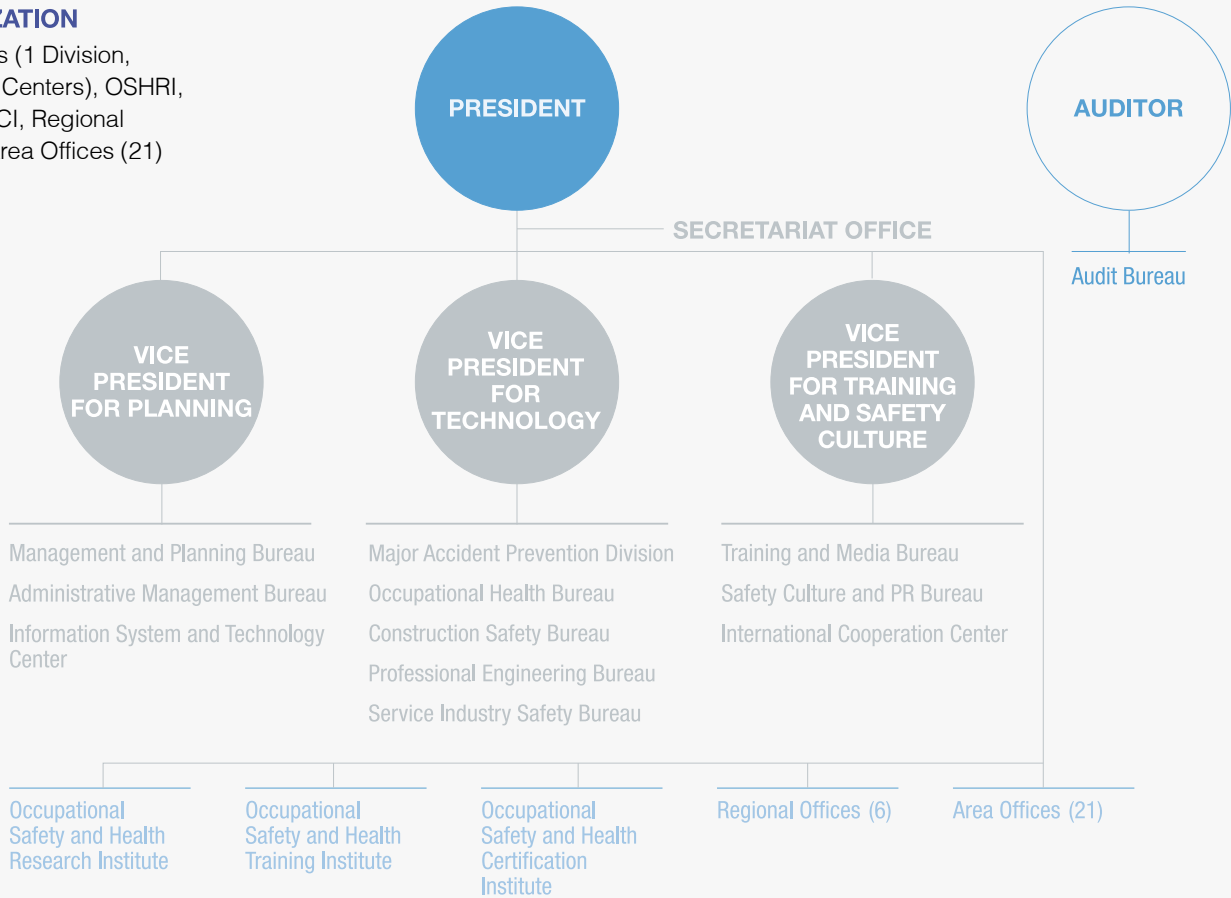 ZATION
s (1 Division,
Centers), OSHRI,
CI, Regional
rea Offices (21)
PRESIDENT
AUDITOR
SECRETARIAT OFFICE
Audit Bureau
VICE
PRESIDENT
FOR PLANNING
VICE
PRESIDENT
FOR
TECHNOLOGY
VICE
PRESIDENT
FOR TRAINING
AND SAFETY
CULTURE
Management and Planning Bureau
Administrative Management Bureau
Information System and Technology
Center
Major Accident Prevention Division
Occupational Health Bureau
Construction Safety Bureau
Professional Engineering Bureau
Service Industry Safety Bureau
Training and Media Bureau
Safety Culture and PR Bureau
International Cooperation Center
Occupational
Safety and Health
Research Institute
Occupational
Safety and Health
Training Institute
Occupational
Safety and Health
Certification
Institute
Regional Offices (6)
Area Offices (21)